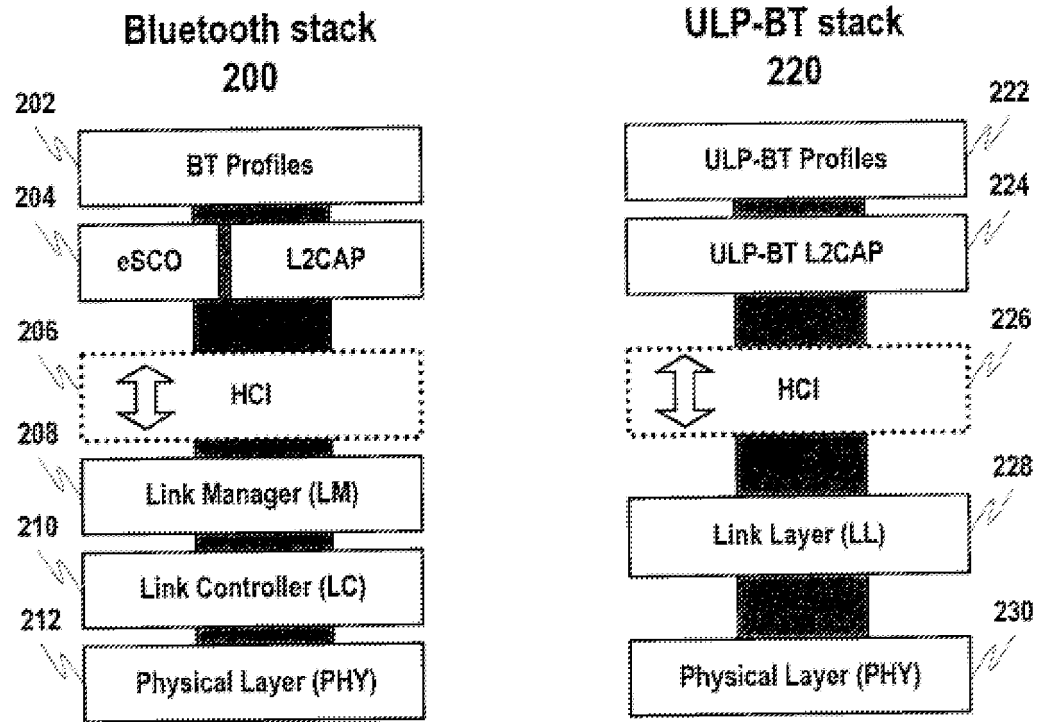 Bluetooth stack
200
202
BT Profiles
204
eSCO
L2CAP
206
HCI
208
Link Manager (LM)
210
Link Controller (LC)
212
Physical Layer (PHY)
ULP-BT stack
220
222
ULP-BT Profiles
224
ULP-BT L2CAP
226
HCI
228
Link Layer (LL)
230
Physical Layer (PHY)